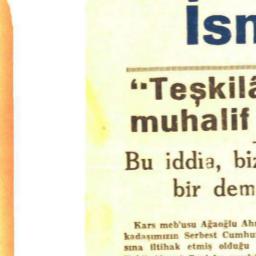 İsm
"Teşkilâ
muhalif
Bu iddia, biz
bir dem
Kars meb'usu Ağaoğlu Ahm
kadaşımızın Serbest Cumhu
sına iltihak etmiş olduğu